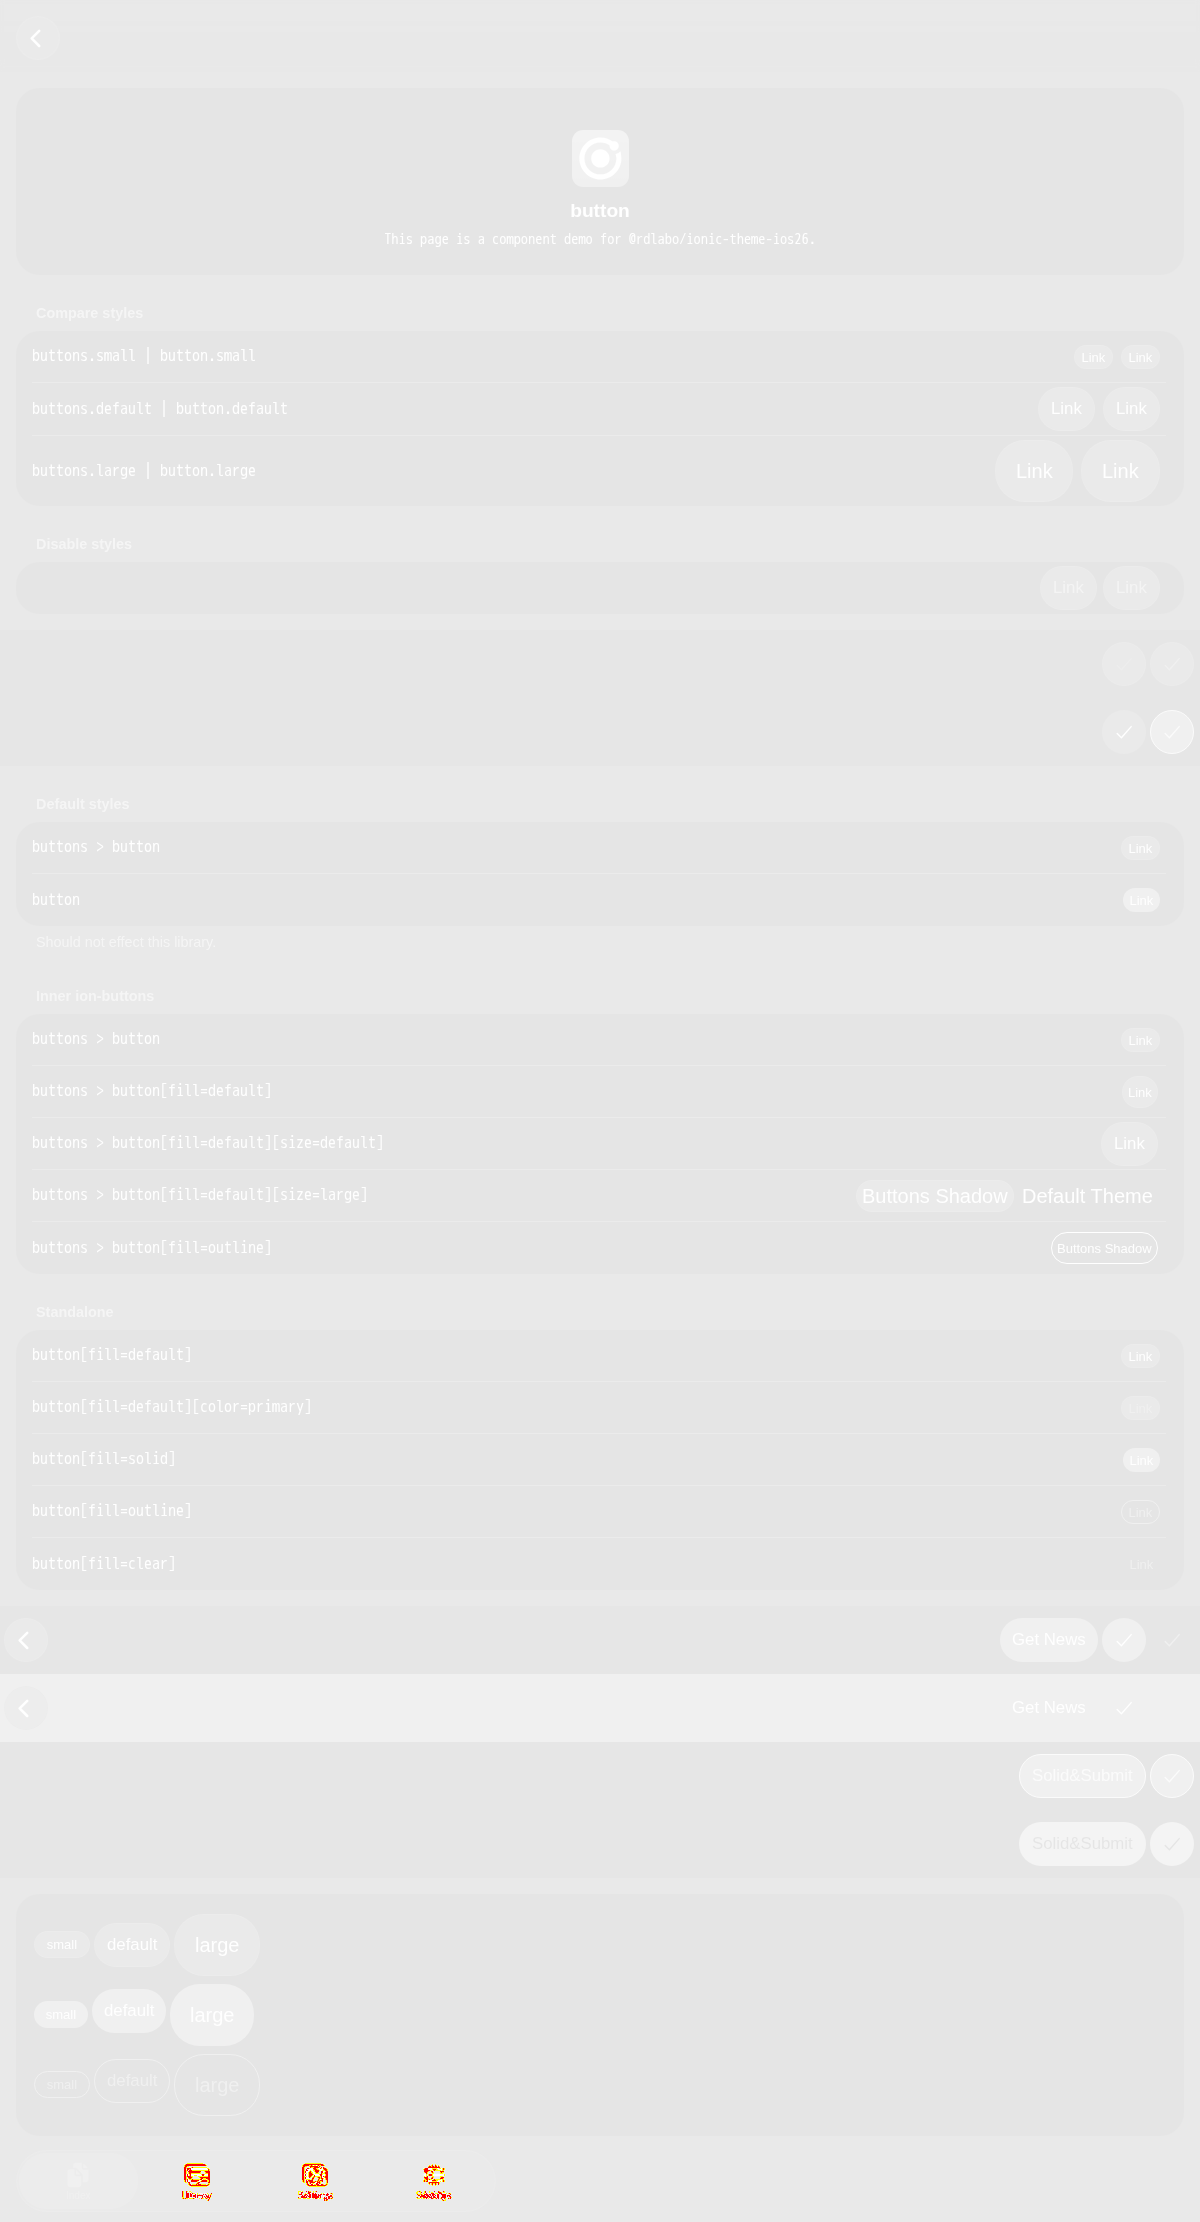 button
This page is a component demo for @rdlabo/ionic-theme-ios26.
Compare styles
buttons.small | button.small Link Link
buttons.default | button.default Link Link
buttons.large | button.large Link Link
Disable styles
Link Link
Default styles
buttons > button Link
button Link
Should not effect this library.
Inner ion-buttons
buttons > button Link
buttons > button[fill=default] Link
buttons > button[fill=default][size=default] Link
buttons > button[fill=default][size=large] Buttons Shadow Default Theme
buttons > button[fill=outline] Buttons Shadow
Standalone
button[fill=default] Link
button[fill=default][color=primary] Link
button[fill=solid] Link
button[fill=outline] Link
button[fill=clear] Link
Get News
Get News
Solid&Submit
Solid&Submit
small default large
small default large
small default large